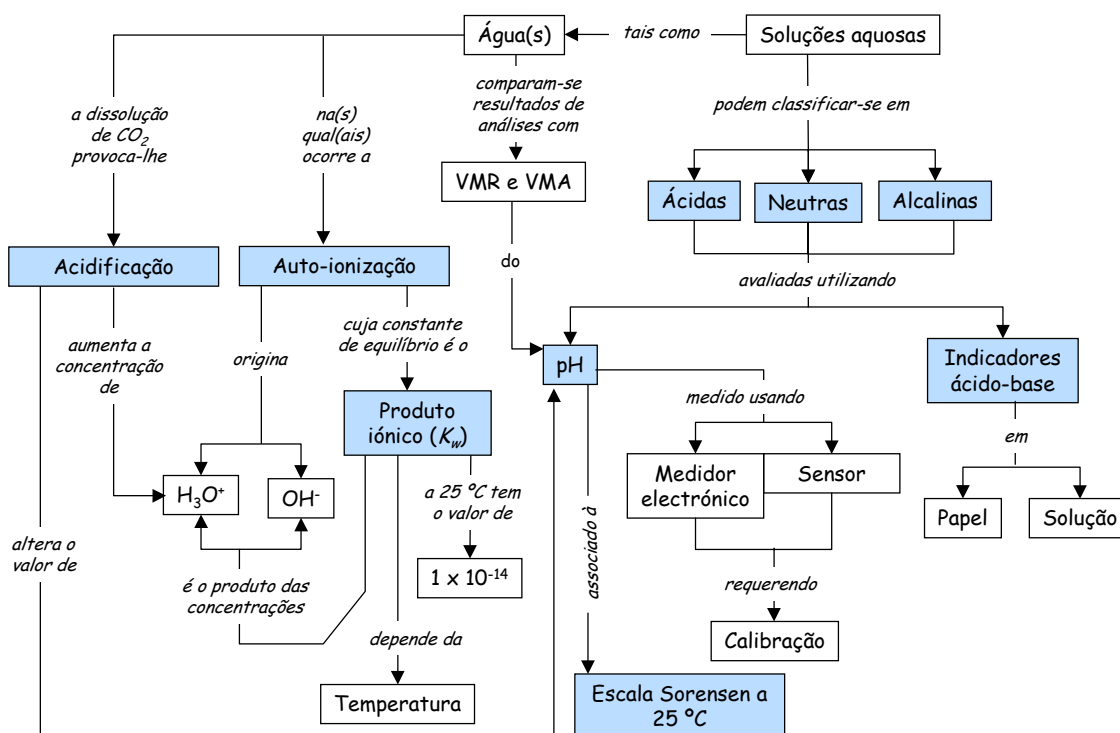 Água(s)
tais como
Soluções aquosas
a dissolução
de CO₂
provoca-lhe
na(s)
qual(ais)
ocorre a
comparam-se
resultados de
análises com
podem classificar-se em
VMR e VMA
Ácidas
Neutras
Alcalinas
Acidificação
Auto-ionização
do
avaliadas utilizando
aumenta a
concentração
de
origina
cuja constante
de equilíbrio é o
pH
Indicadores
ácido-base
Produto
iónico (Kw)
medido usando
em
H₃O⁺
OH⁻
a 25 ºC tem
o valor de
Medidor
electrónico
Sensor
Papel
Solução
altera o
valor de
é o produto das
concentrações
1 x 10⁻¹⁴
associado à
requerendo
depende da
Calibração
Temperatura
Escala Sorensen a
25 ºC